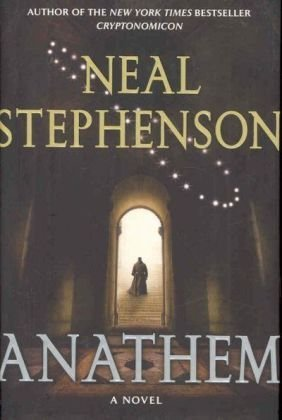 AUTHOR OF THE NEW YORK TIMES BESTSELLER
CRYPTONOMICON
NEAL
STEPHENSON
ANATHEM
A NOVEL